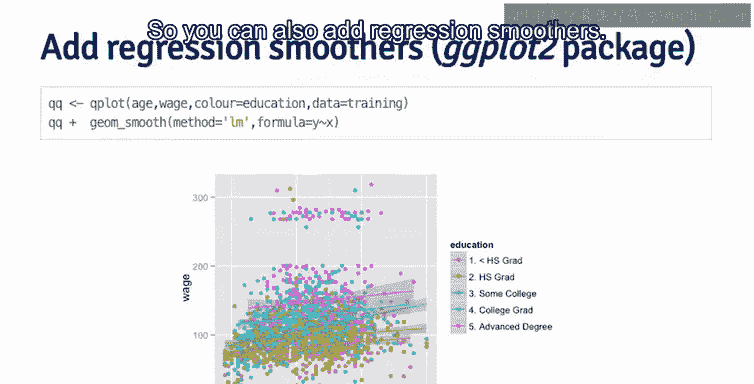 So you can also add regression smoothers.
Add regression smoothers (ggplot2 package)
qq <- qplot(age,wage,colour=education,data=training)
qq + geom_smooth(method='lm',formula=y~x)
300
200
100
wage
education
1. < HS Grad
2. HS Grad
3. Some College
4. College Grad
5. Advanced Degree